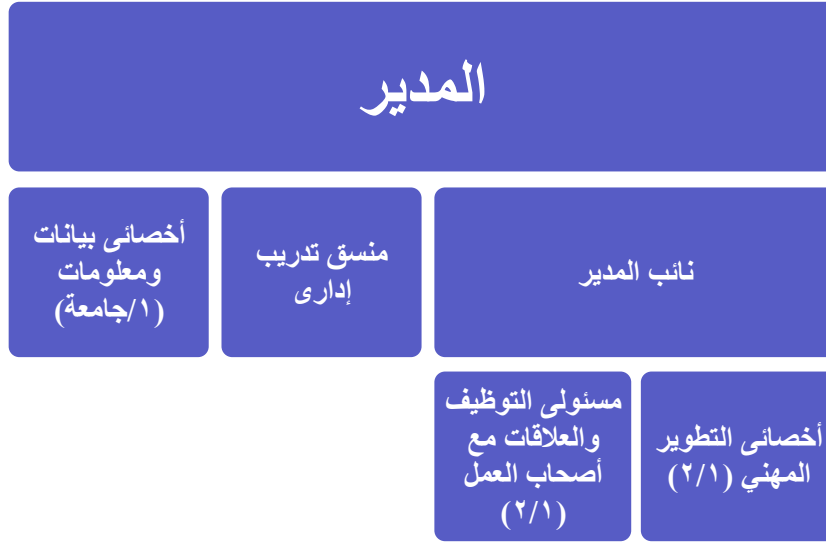 المدير
نائب المدير
منسق تدريب
إدارى
أخصائى بيانات
ومعلومات
(١/جامعة)
أخصائى التطوير
المهني (٢/١)
مسئولى التوظيف
والعلاقات مع
أصحاب العمل
(٢/١)